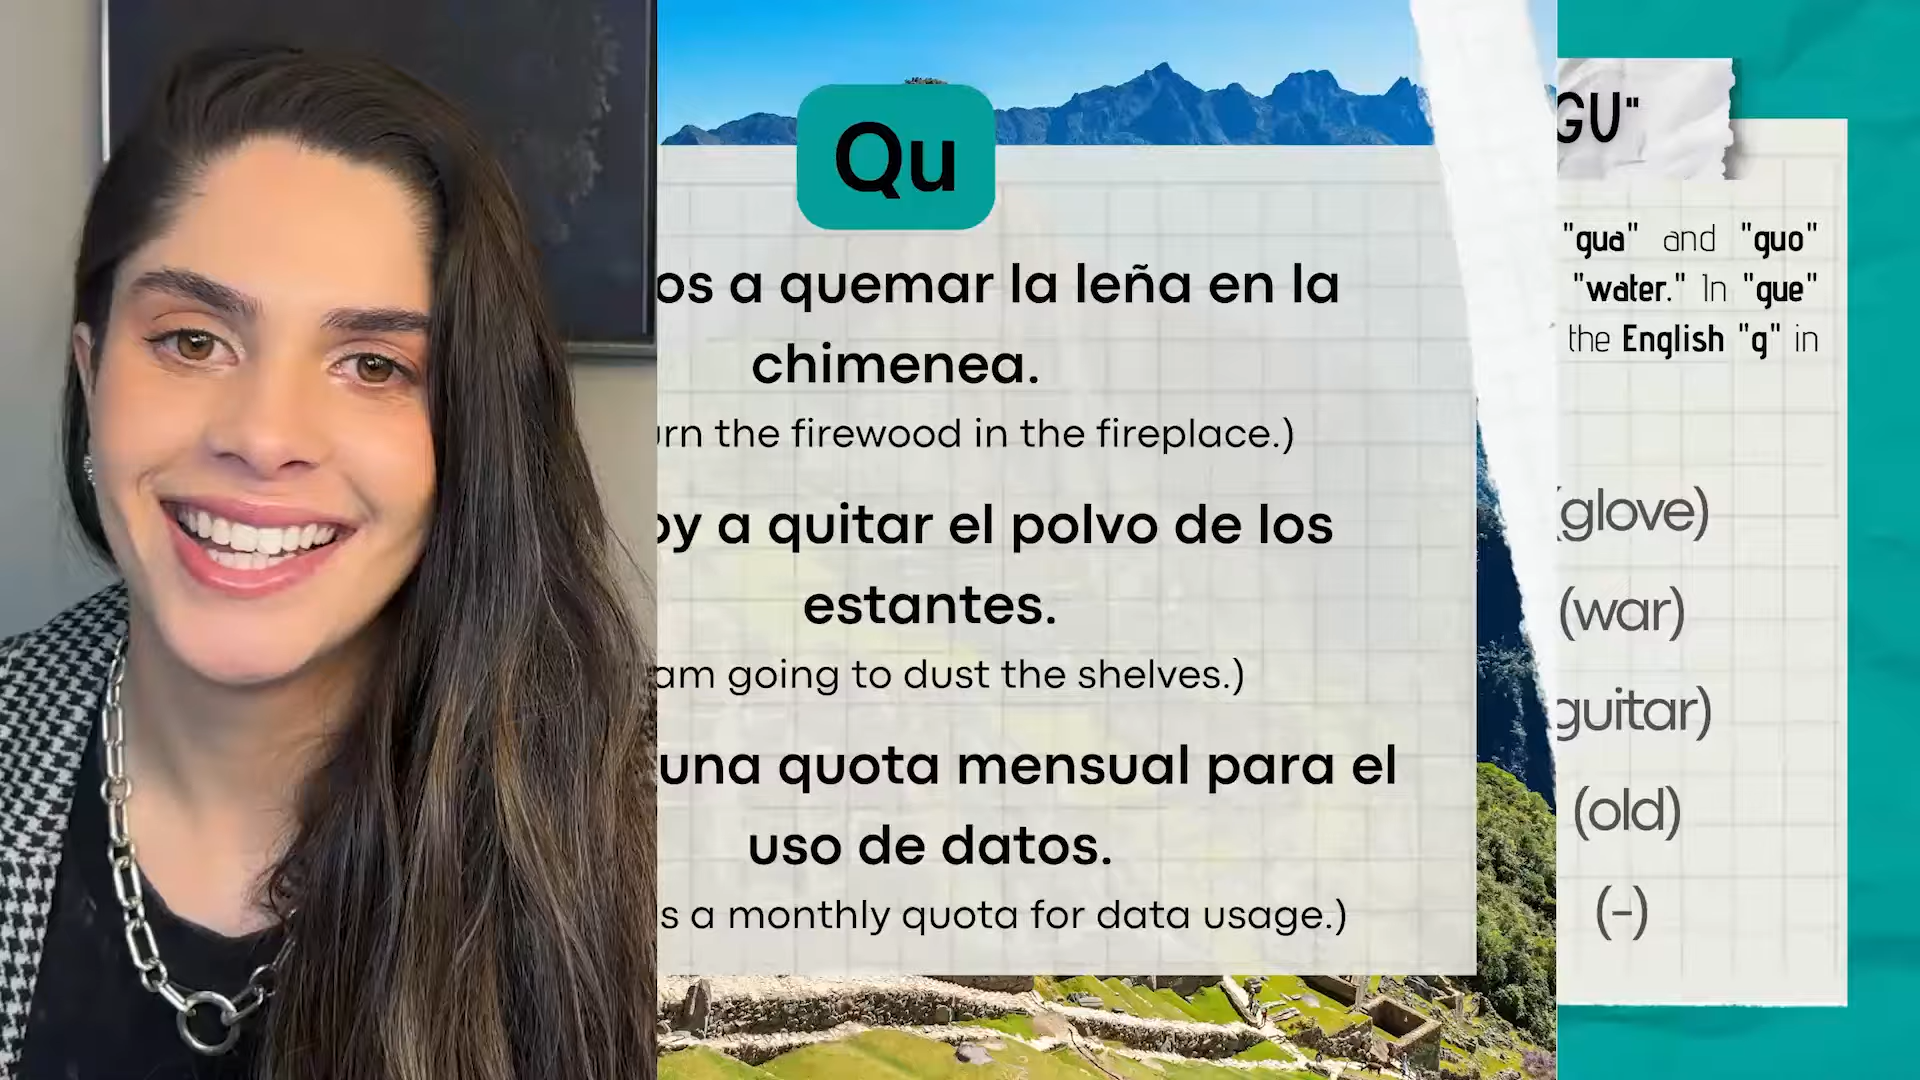 Qu
os a quemar la leña en la
chimenea.
rn the firewood in the fireplace.)
oy a quitar el polvo de los
estantes.
am going to dust the shelves.)
una quota mensual para el
uso de datos.
s a monthly quota for data usage.)
GU"
"gua" and "guo"
"water." In "gue"
the English "g" in
(glove)
(war)
guitar)
(old)
(-)